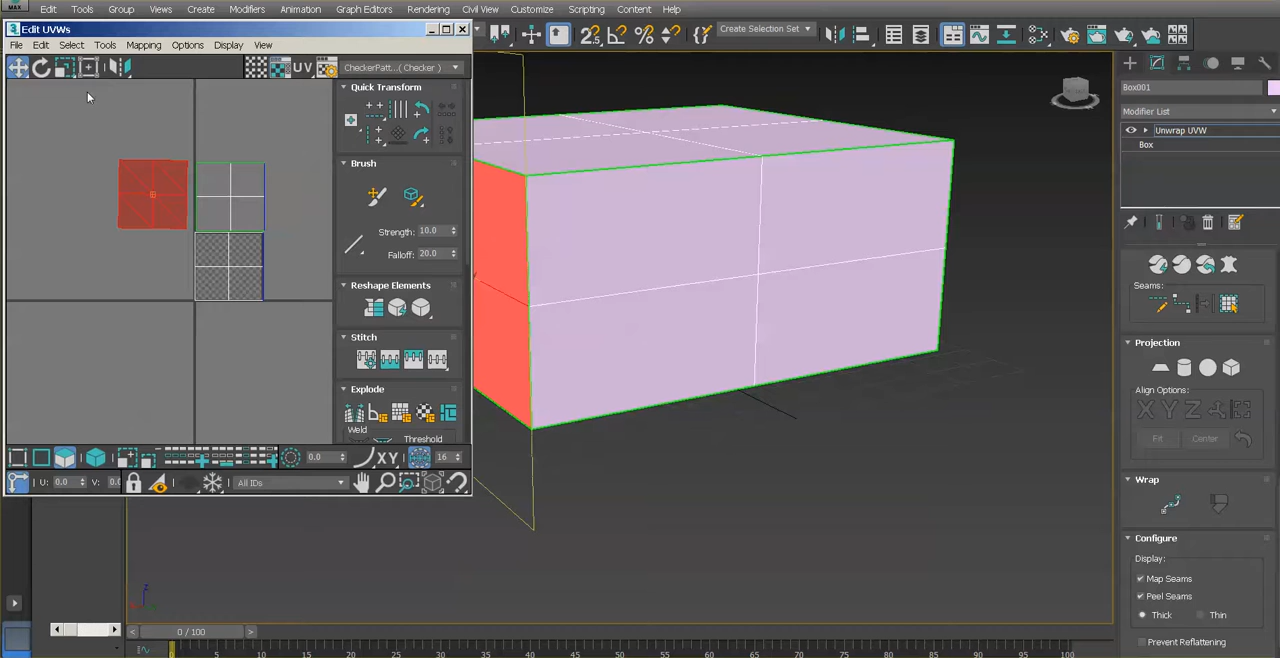 MAX
Edit Tools Group Views Create Modifiers Animation Graph Editors Rendering Civil View Customize Scripting Content Help
Edit UVWs
Create Selection Set
File Edit Select Tools Mapping Options Display View
UV CheckerPatt...( Checker )
Quick Transform
Brush
Strength: 10.0
Falloff: 20.0
Reshape Elements
Stitch
Explode
Weld
Threshold
0.0 XY 16
U: 0.0 V: 0.0 All IDs
Box001
Modifier List
Unwrap UVW
Box
Seams:
Projection
Align Options:
X Y Z
Fit Center
Wrap
Configure
Display:
Map Seams
Peel Seams
Thick Thin
Prevent Reflattening
z
0 / 100
0 5 10 15 20 25 30 35 40 45 50 55 60 65 70 75 80 85 90 95 100